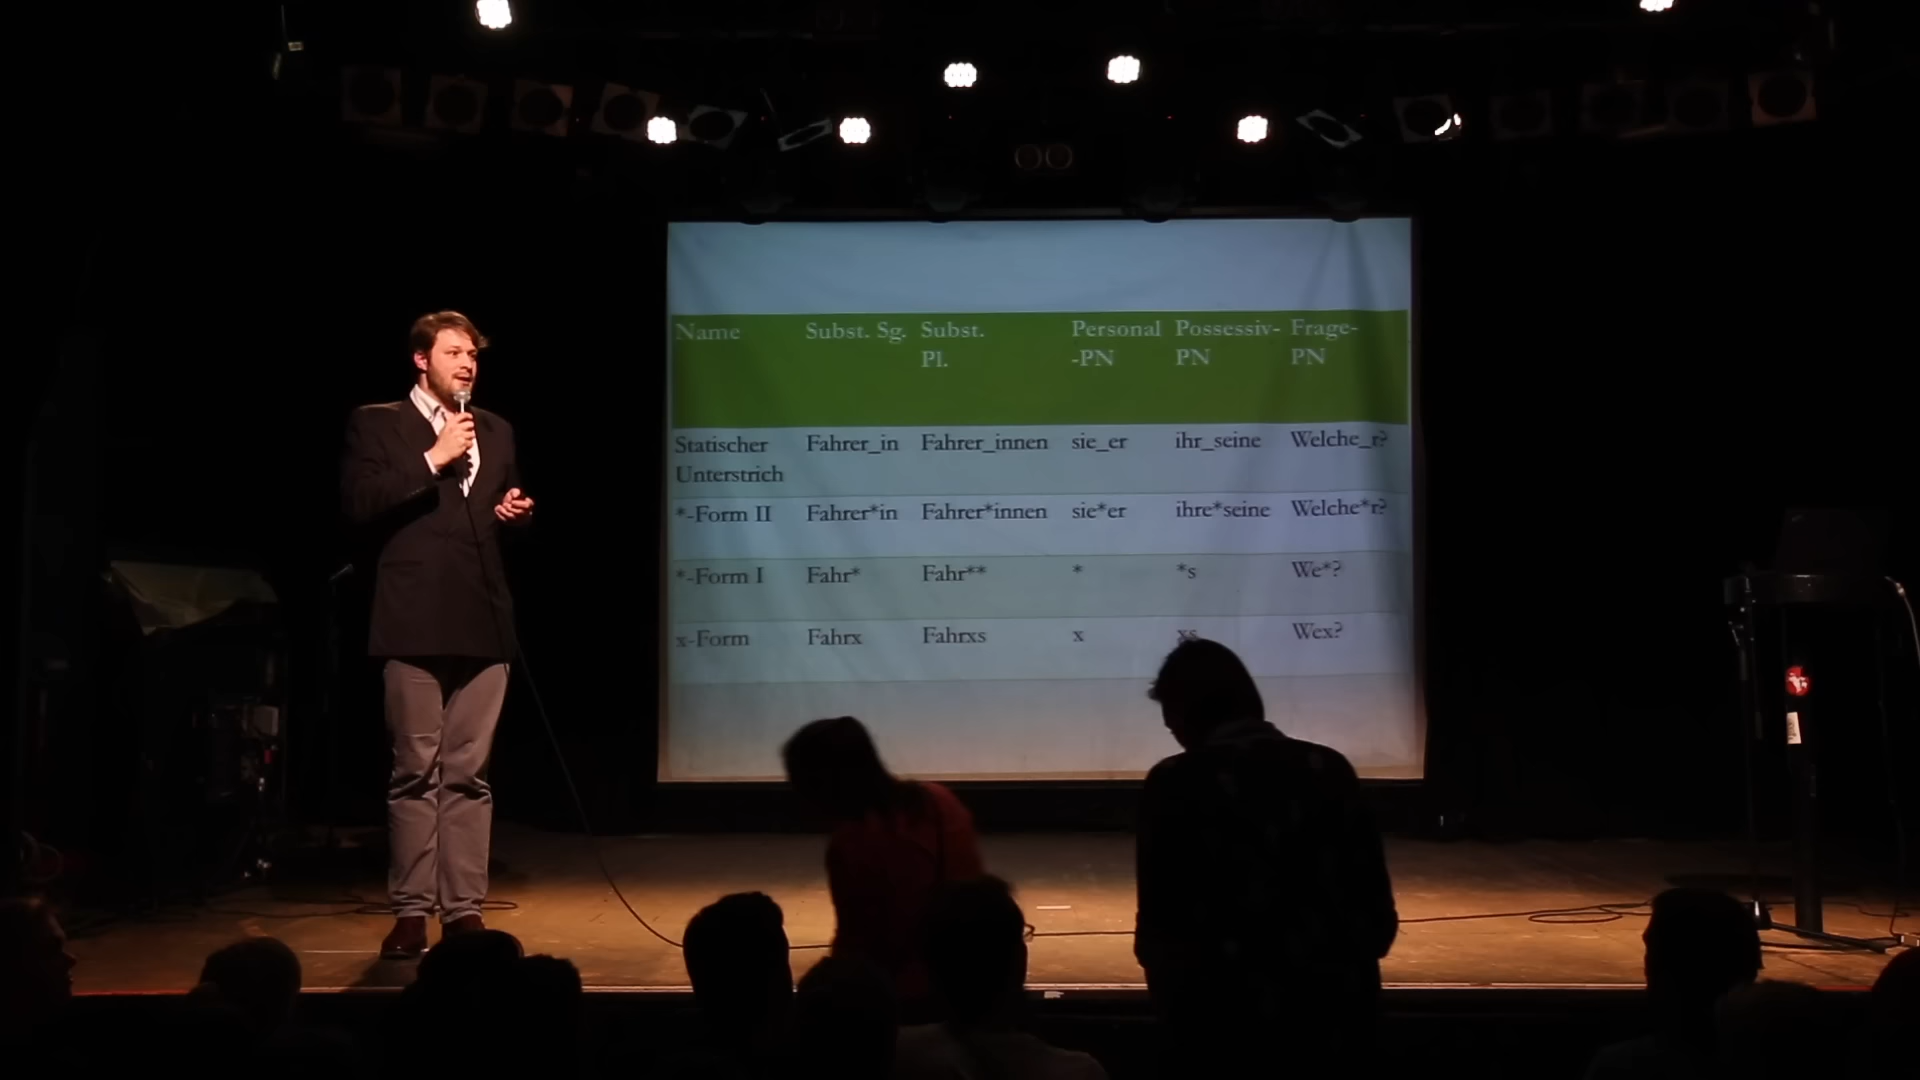 Name Subst. Sg. Subst. Pl. Personal-PN Possessiv-PN Frage-PN
Statischer Unterstrich Fahrer_in Fahrer_innen sie_er ihr_seine Welche_r?
*-Form II Fahrer*in Fahrer*innen sie*er ihre*seine Welche*r?
*-Form I Fahr* Fahr** * *s We*?
x-Form Fahrx Fahrxs x xs Wex?